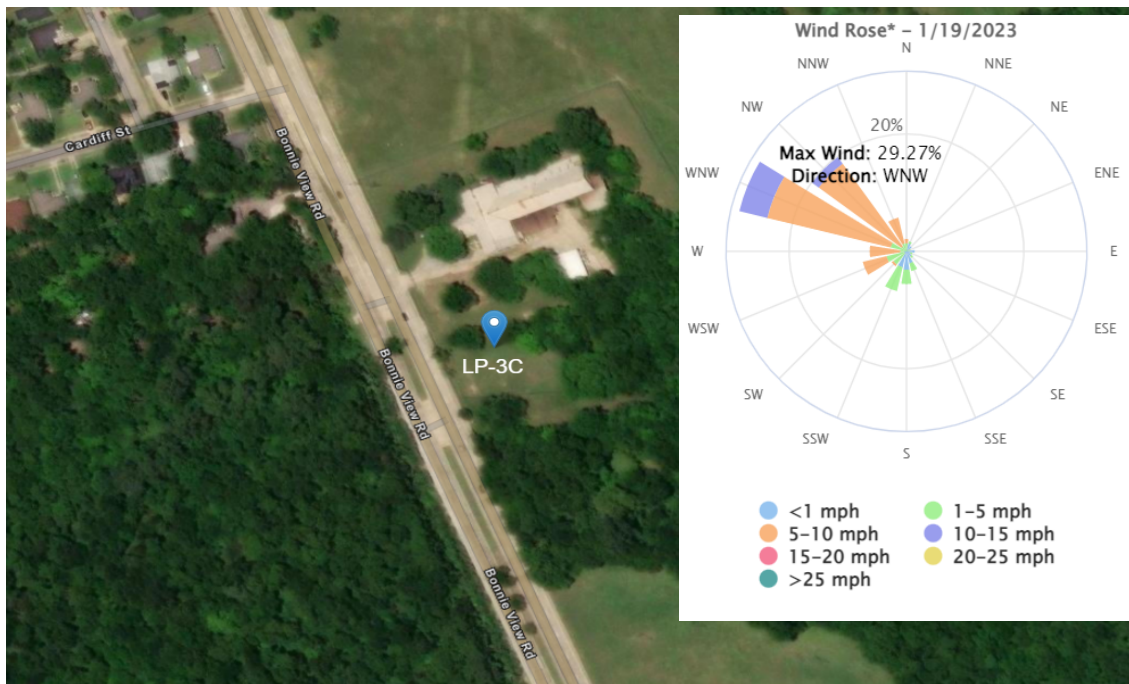 Cardiff St
Bonnie View Rd
Bonnie View Rd
Bonnie View Rd
LP-3C
Wind Rose* – 1/19/2023
N
NNW
NNE
NW
NE
20%
Max Wind: 29.27%
Direction: WNW
WNW
ENE
W
E
WSW
ESE
SW
SE
SSW
SSE
S
<1 mph
1–5 mph
5–10 mph
10–15 mph
15–20 mph
20–25 mph
>25 mph